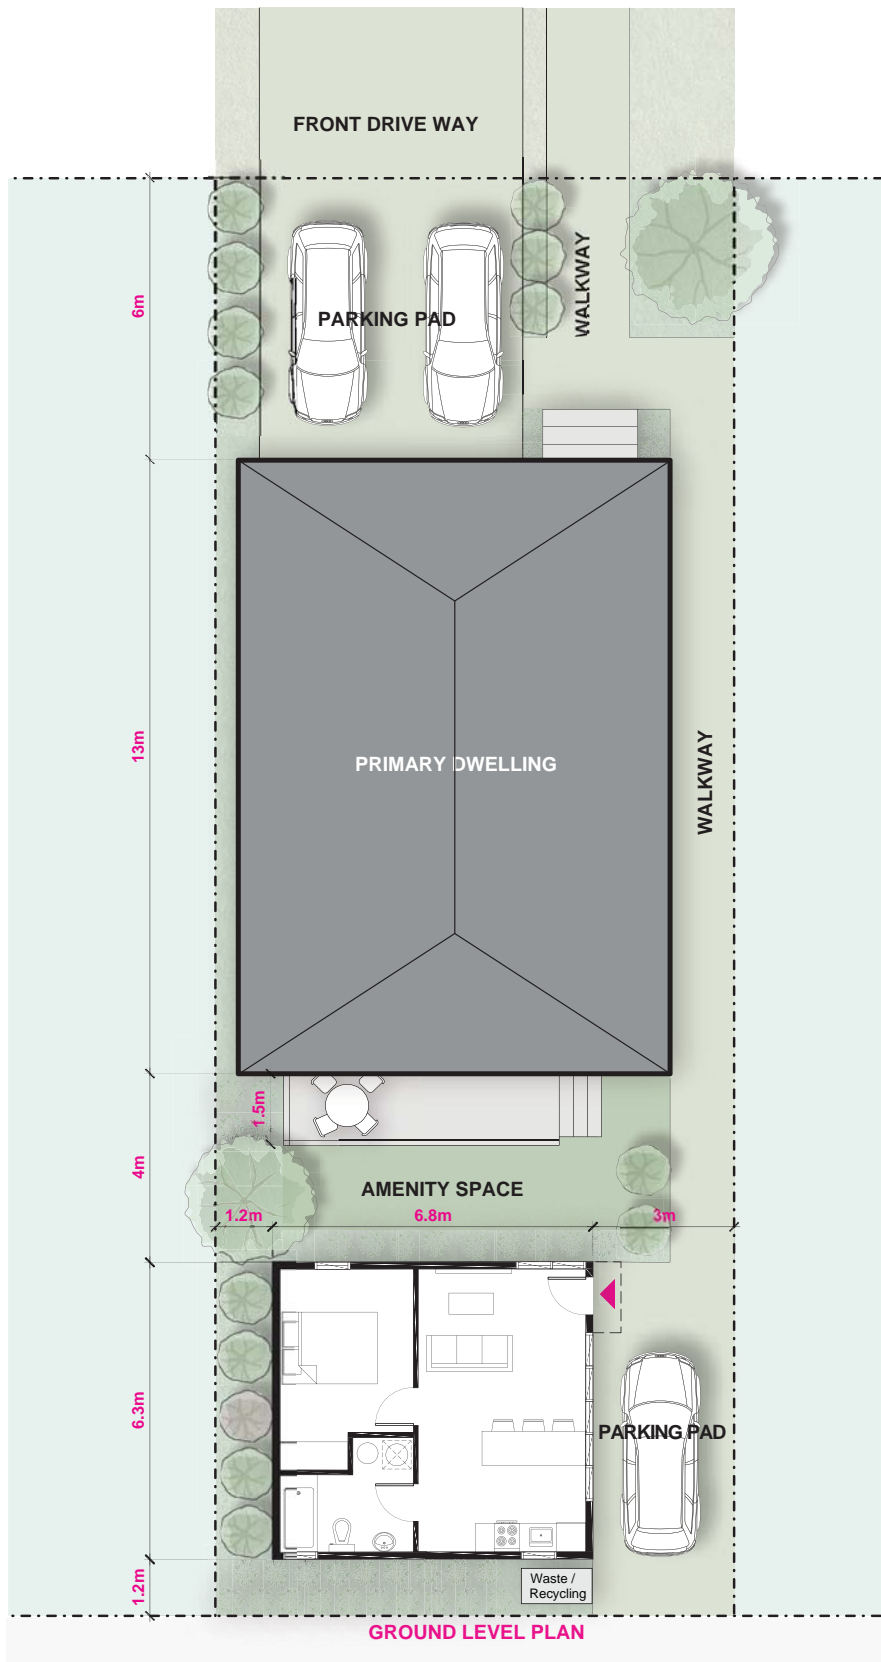 FRONT DRIVE WAY
6m
WALKWAY
PARKING PAD
13m
PRIMARY DWELLING
WALKWAY
1.5m
4m
AMENITY SPACE
1.2m
6.8m
3m
6.3m
PARKING PAD
1.2m
Waste /
Recycling
GROUND LEVEL PLAN